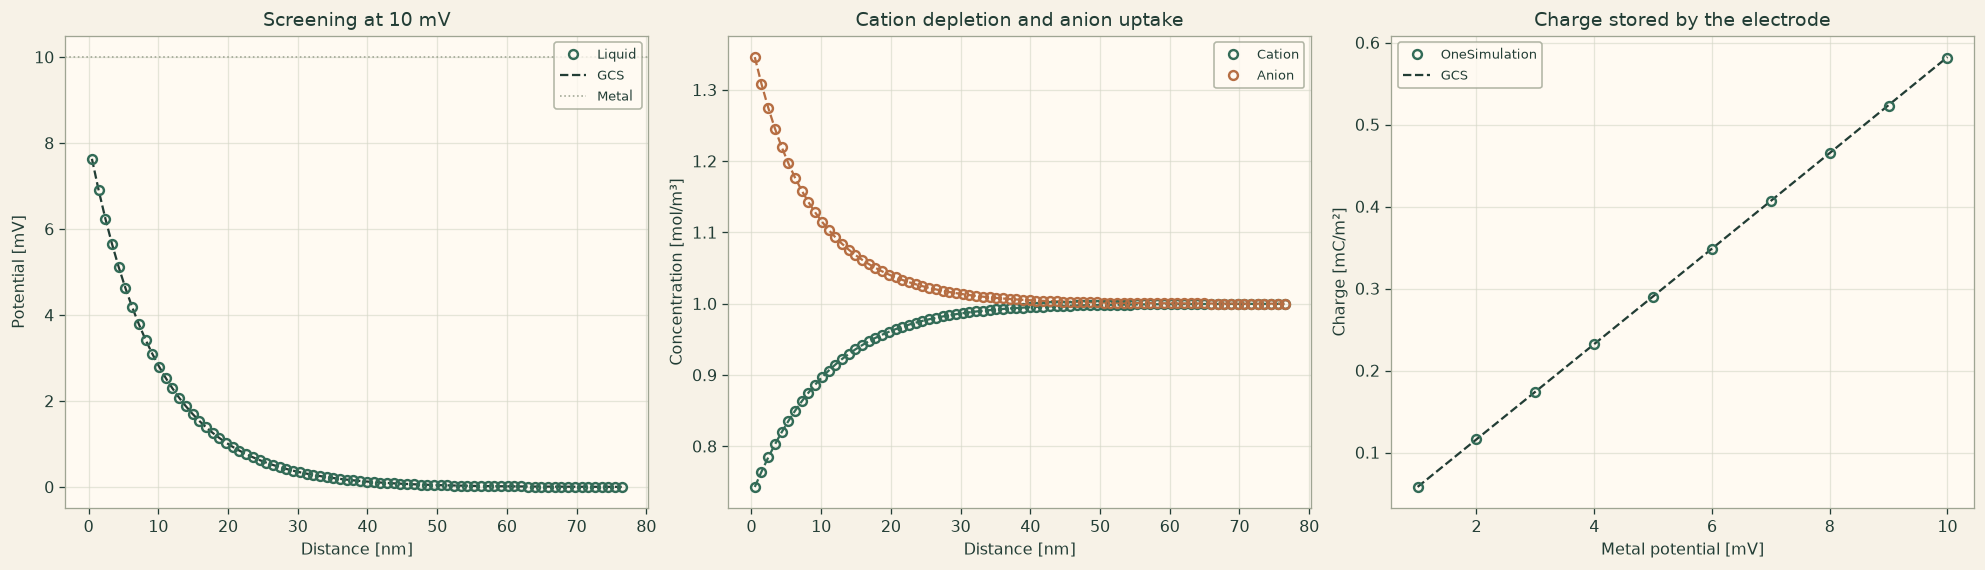 Screening at 10 mV
Liquid
GCS
Metal
10
8
6
4
2
0
Potential [mV]
0 10 20 30 40 50 60 70 80
Distance [nm]
Cation depletion and anion uptake
Cation
Anion
1.3
1.2
1.1
1.0
0.9
0.8
Concentration [mol/m³]
0 10 20 30 40 50 60 70 80
Distance [nm]
Charge stored by the electrode
OneSimulation
GCS
0.6
0.5
0.4
0.3
0.2
0.1
Charge [mC/m²]
2 4 6 8 10
Metal potential [mV]